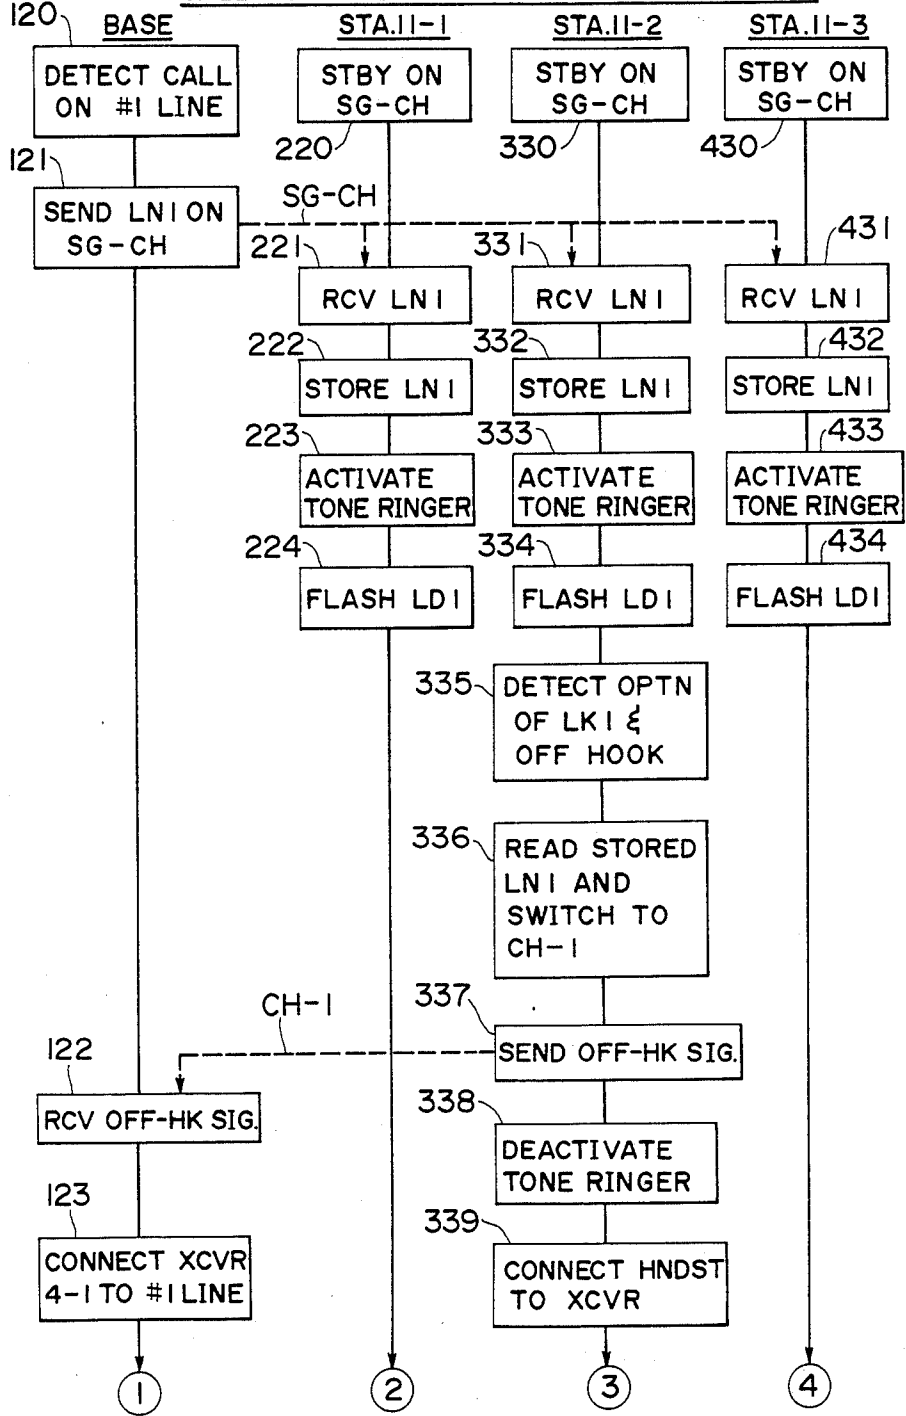 BASE STA.11-1 STA.11-2 STA.11-3
120
DETECT CALL
ON #1 LINE
STBY ON
SG-CH
220
STBY ON
SG-CH
330
STBY ON
SG-CH
430
121
SEND LN1 ON
SG-CH
SG-CH
221
RCV LN1
331
RCV LN1
431
RCV LN1
222
STORE LN1
332
STORE LN1
432
STORE LN1
223
ACTIVATE
TONE RINGER
333
ACTIVATE
TONE RINGER
433
ACTIVATE
TONE RINGER
224
FLASH LD1
334
FLASH LD1
434
FLASH LD1
335
DETECT OPTN
OF LK1 &
OFF HOOK
336
READ STORED
LN1 AND
SWITCH TO
CH-1
337
SEND OFF-HK SIG.
CH-1
122
RCV OFF-HK SIG.
338
DEACTIVATE
TONE RINGER
123
CONNECT XCVR
4-1 TO #1 LINE
339
CONNECT HNDST
TO XCVR
1 2 3 4